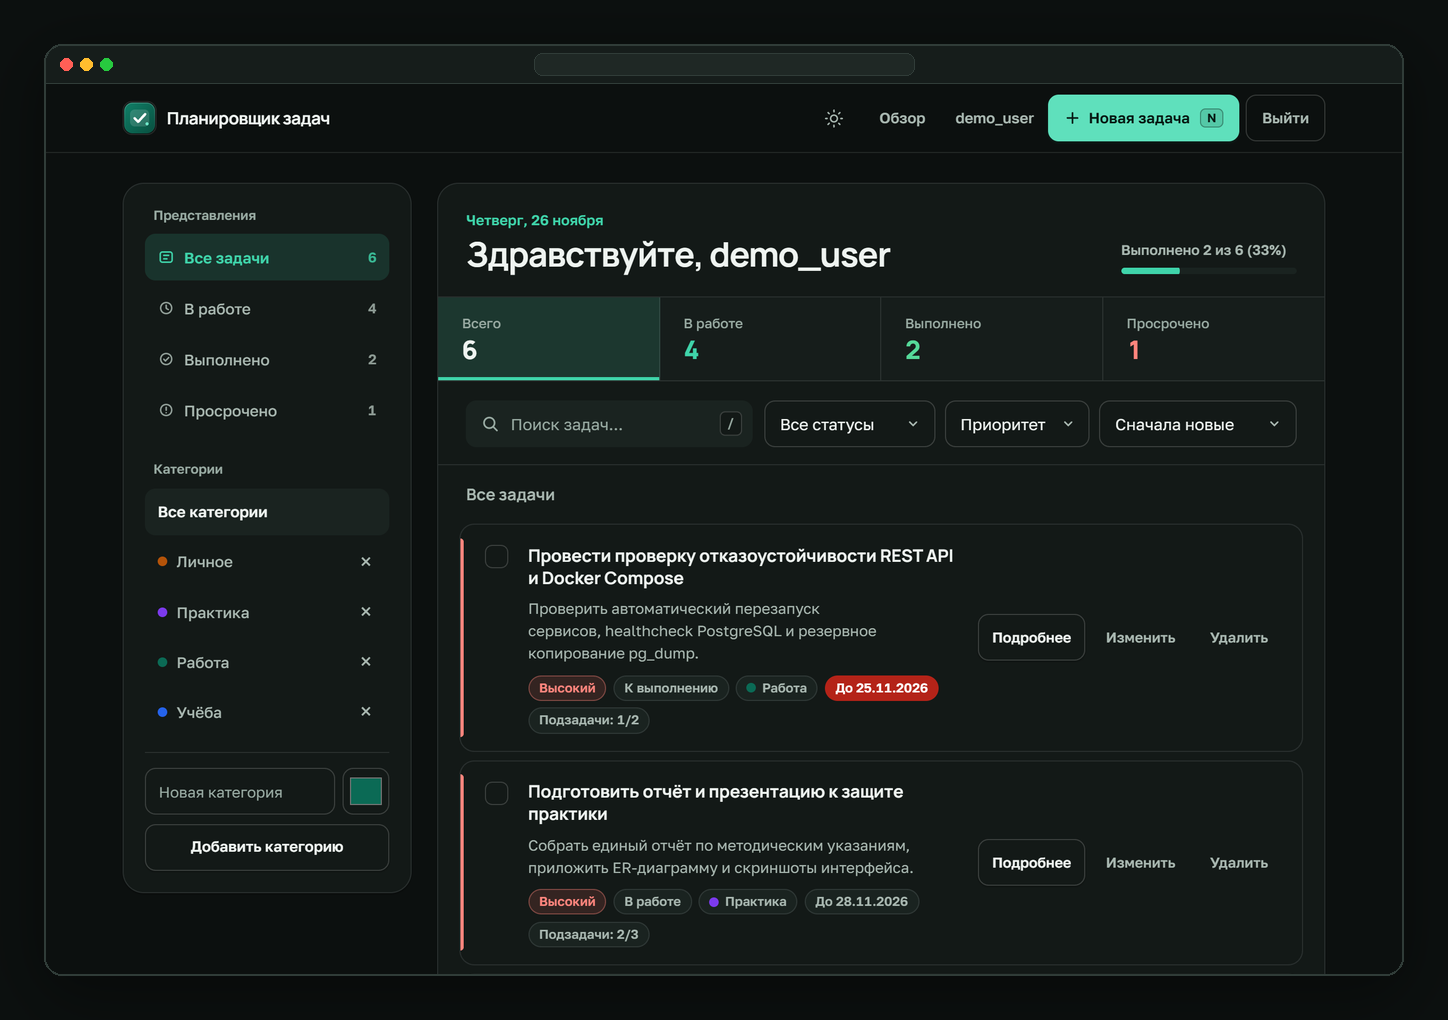 Планировщик задач
Обзор
demo_user
+ Новая задача N
Выйти
Представления
Все задачи 6
В работе 4
Выполнено 2
Просрочено 1
Категории
Все категории
Личное ×
Практика ×
Работа ×
Учёба ×
Новая категория
Добавить категорию
Четверг, 26 ноября
Здравствуйте, demo_user
Выполнено 2 из 6 (33%)
Всего
6
В работе
4
Выполнено
2
Просрочено
1
Поиск задач... /
Все статусы
Приоритет
Сначала новые
Все задачи
Провести проверку отказоустойчивости REST API
и Docker Compose
Проверить автоматический перезапуск
сервисов, healthcheck PostgreSQL и резервное
копирование pg_dump.
Высокий
К выполнению
Работа
До 25.11.2026
Подзадачи: 1/2
Подробнее
Изменить
Удалить
Подготовить отчёт и презентацию к защите
практики
Собрать единый отчёт по методическим указаниям,
приложить ER-диаграмму и скриншоты интерфейса.
Высокий
В работе
Практика
До 28.11.2026
Подзадачи: 2/3
Подробнее
Изменить
Удалить